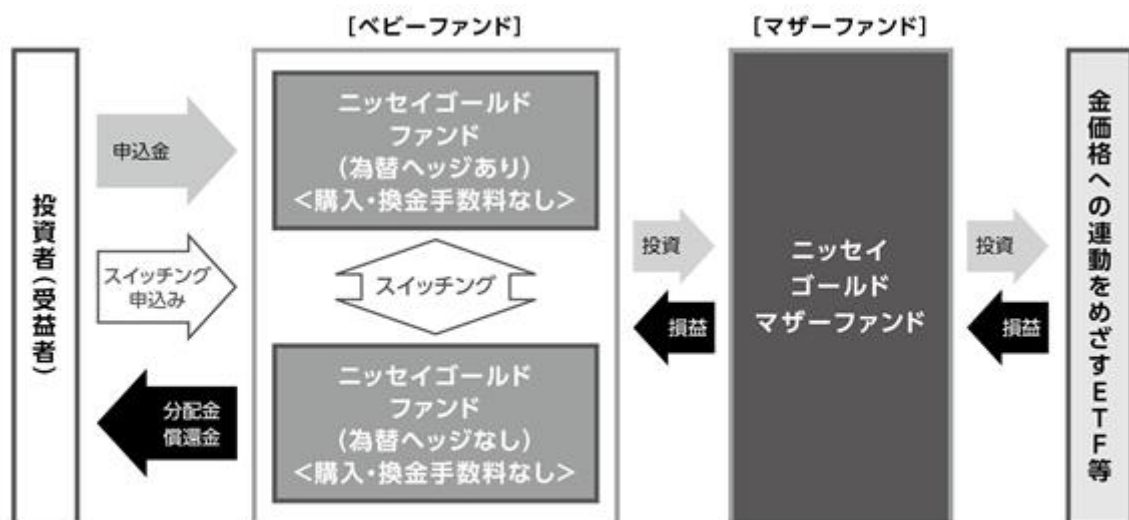 [ベビーファンド]
[マザーファンド]
投資者(受益者)
申込金
スイッチング
申込み
分配金
償還金
ニッセイゴールド
ファンド
(為替ヘッジあり)
<購入・換金手数料なし>
スイッチング
ニッセイゴールド
ファンド
(為替ヘッジなし)
<購入・換金手数料なし>
投資
損益
ニッセイ
ゴールド
マザーファンド
投資
損益
金価格への連動をめざすETF等